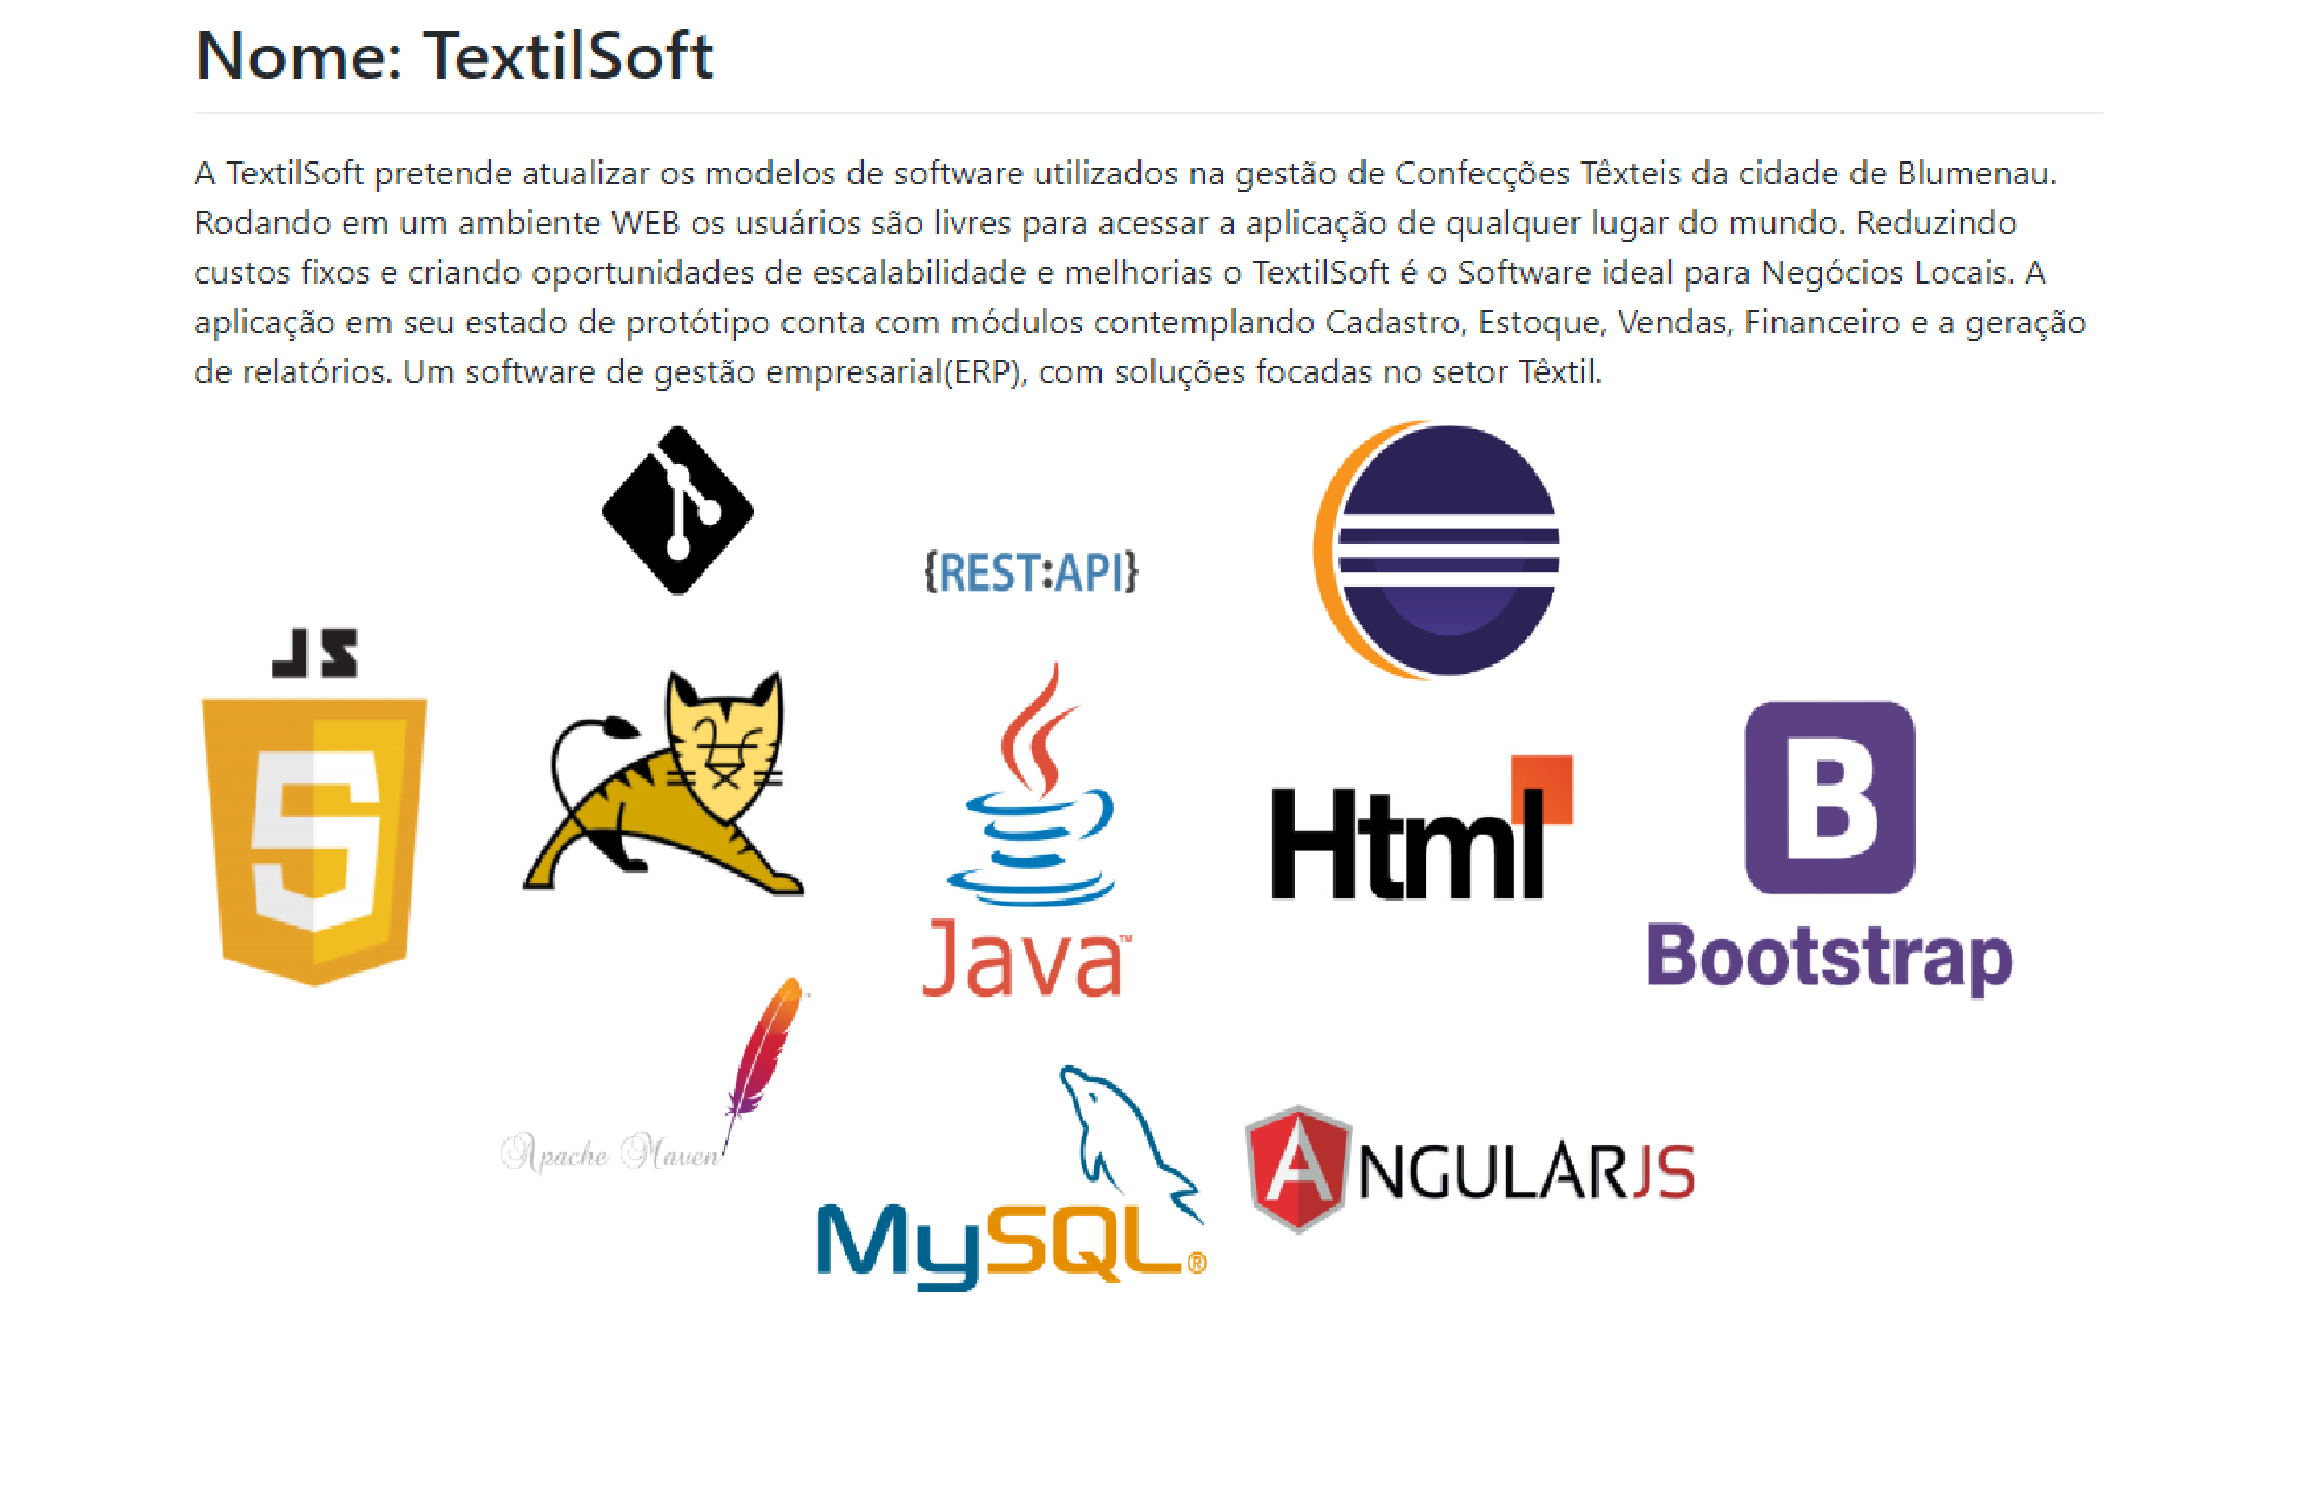 Nome: TextilSoft
A TextilSoft pretende atualizar os modelos de software utilizados na gestão de Confecções Têxteis da cidade de Blumenau.
Rodando em um ambiente WEB os usuários são livres para acessar a aplicação de qualquer lugar do mundo. Reduzindo
custos fixos e criando oportunidades de escalabilidade e melhorias o TextilSoft é o Software ideal para Negócios Locais. A
aplicação em seu estado de protótipo conta com módulos contemplando Cadastro, Estoque, Vendas, Financeiro e a geração
de relatórios. Um software de gestão empresarial(ERP), com soluções focadas no setor Têxtil.
{REST:API}
JS
5
Java™
Html
B
Bootstrap
Apache Maven
MySQL®
ANGULARJS